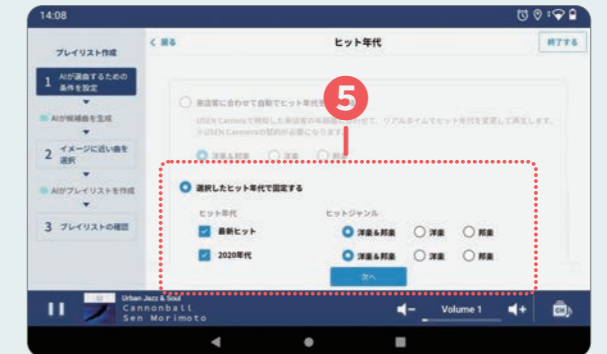 14:08
プレイリスト作成
1 AIが選曲するための
条件を設定
AIが候補曲を生成
2 イメージに近い曲を
選択
AIがプレイリストを作成
3 プレイリストの確認
< 戻る
ヒット年代
終了する
5
来店客に合わせて自動でヒット年代を
USEN Cameraで検知した来店客の年齢層に合わせて、リアルタイムでヒット年代を変更して再生します。
※USEN Cameraの契約が必要になります。
洋楽&邦楽 洋楽 邦楽
選択したヒット年代で固定する
ヒット年代 ヒットジャンル
最新ヒット 洋楽&邦楽 洋楽 邦楽
2020年代 洋楽&邦楽 洋楽 邦楽
次へ
Urban Jazz & Soul
Cannonball
Sen Morimoto
Volume 1